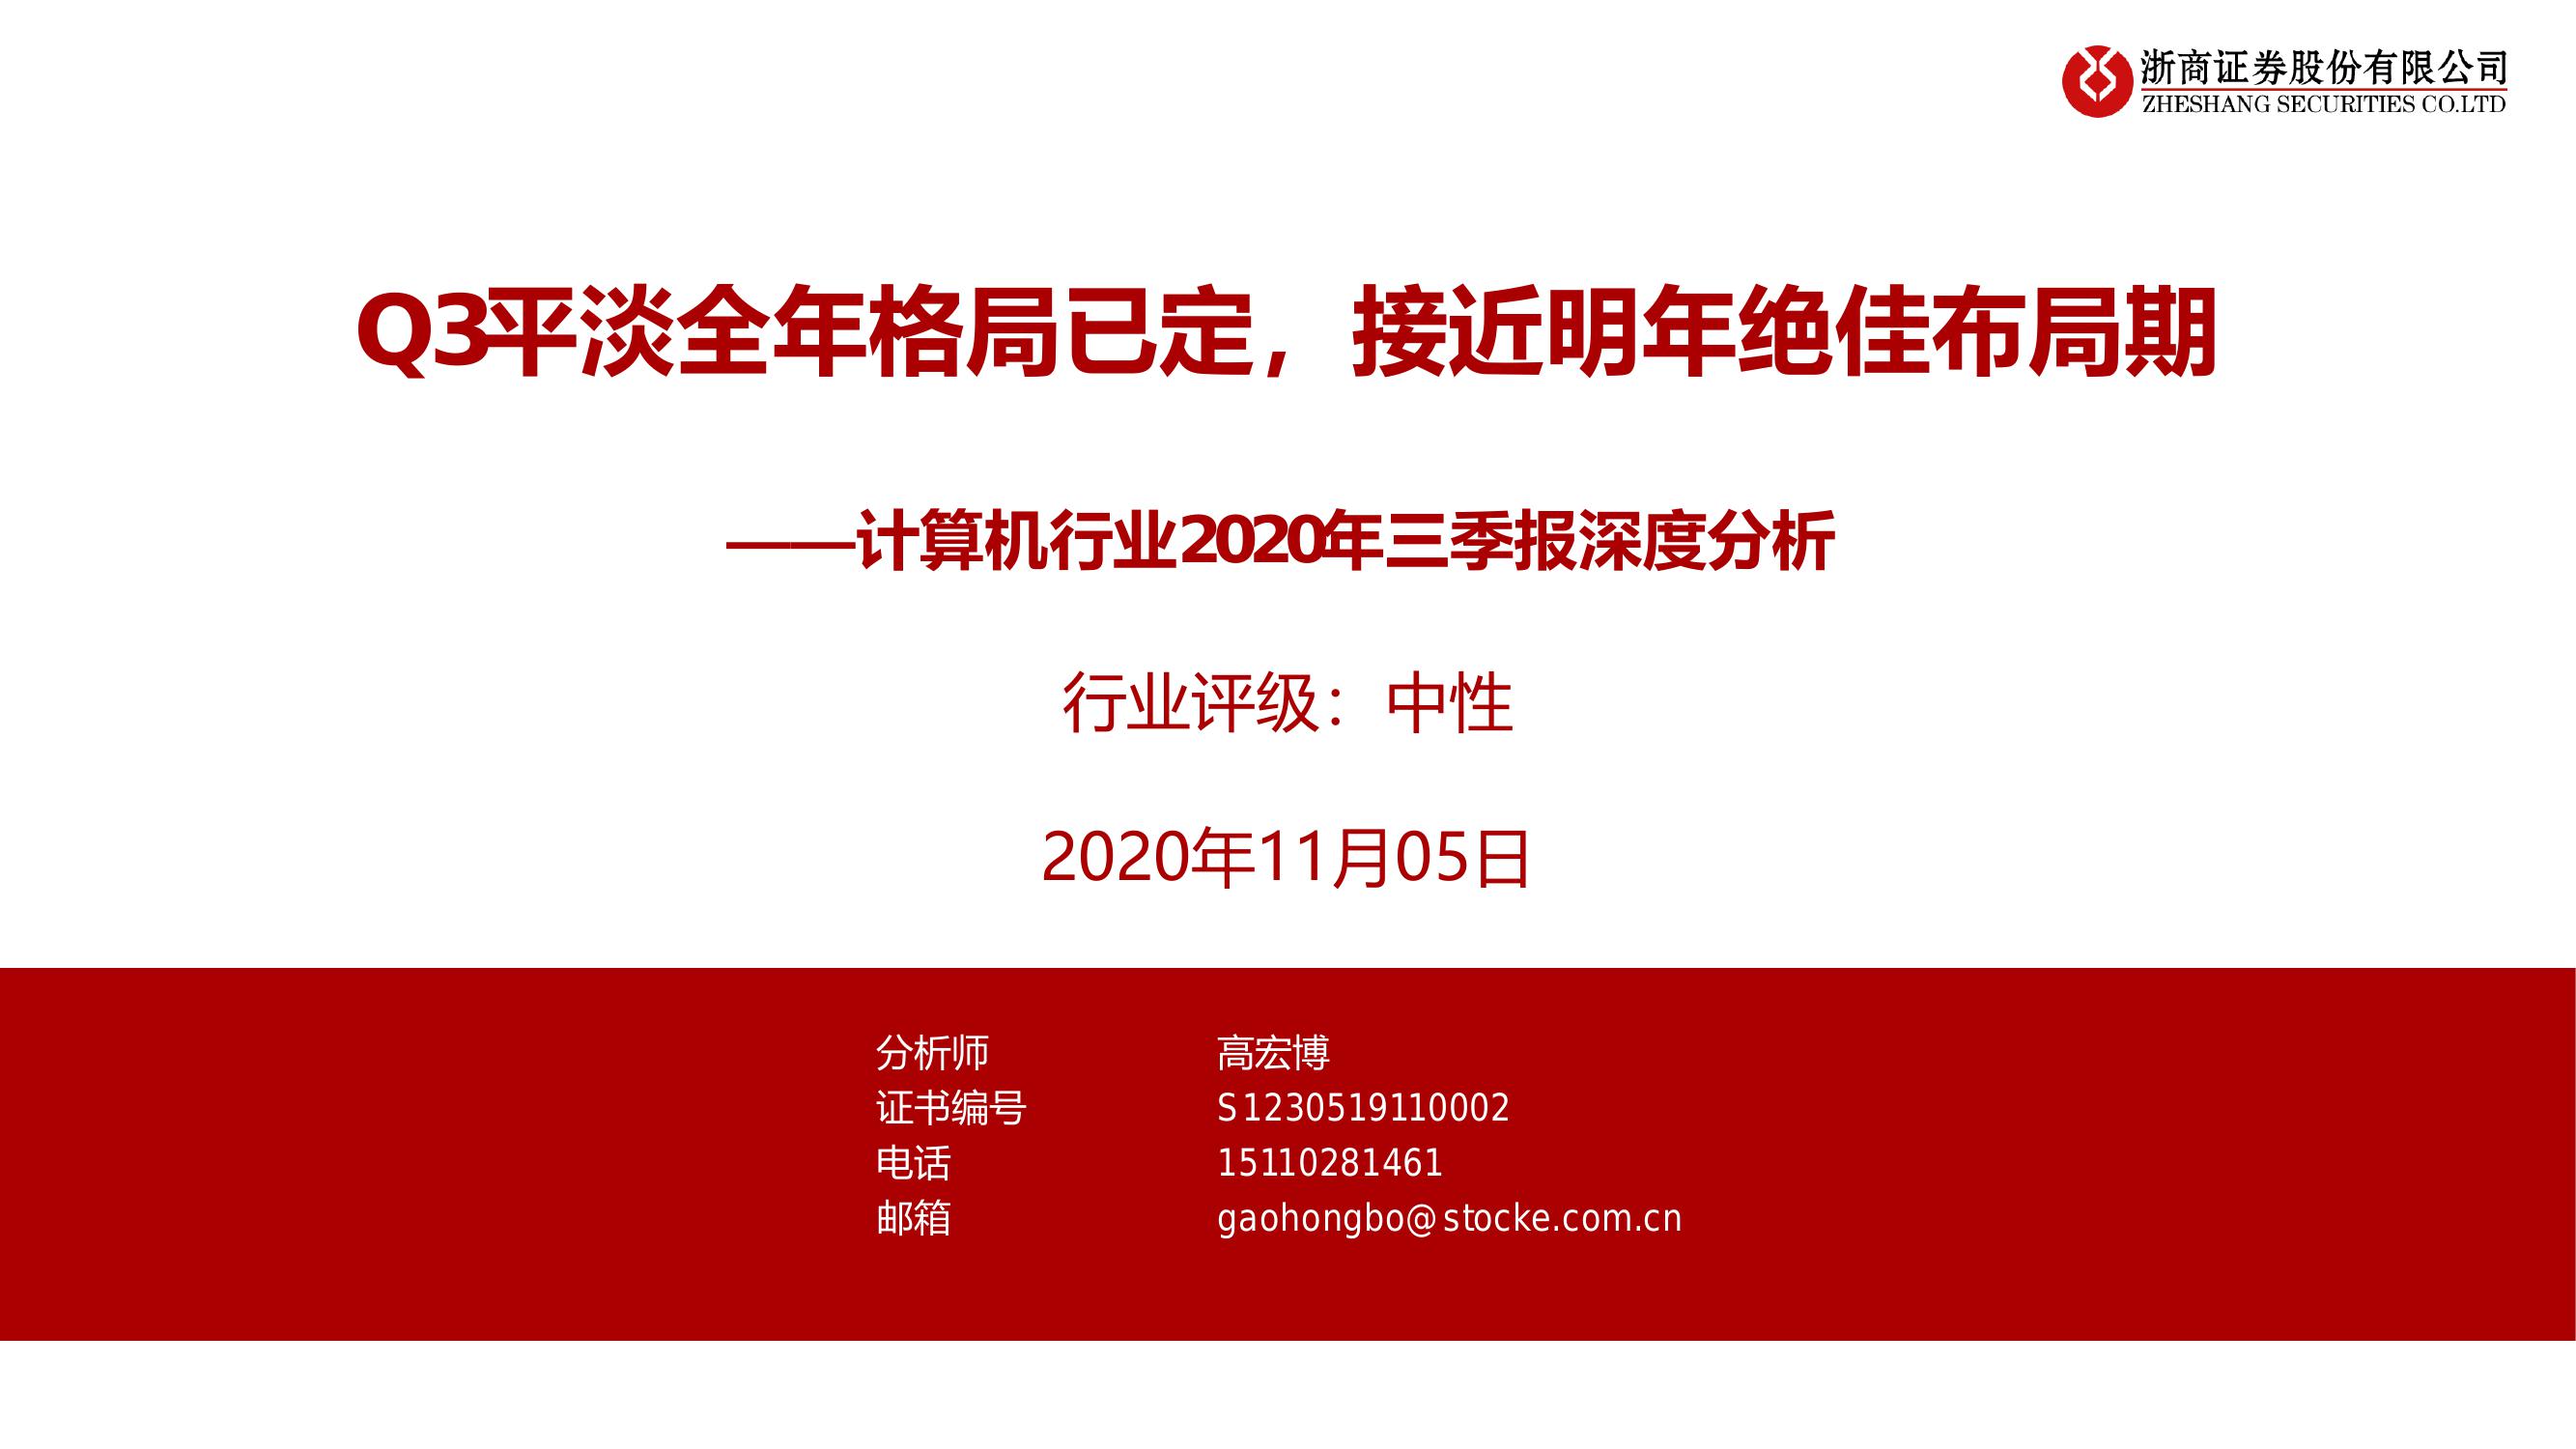 浙商证券股份有限公司
ZHESHANG SECURITIES CO.LTD
Q3平淡全年格局已定，接近明年绝佳布局期
——计算机行业2020年三季报深度分析
行业评级：中性
2020年11月05日
分析师 高宏博
证书编号 S1230519110002
电话 15110281461
邮箱 gaohongbo@stocke.com.cn